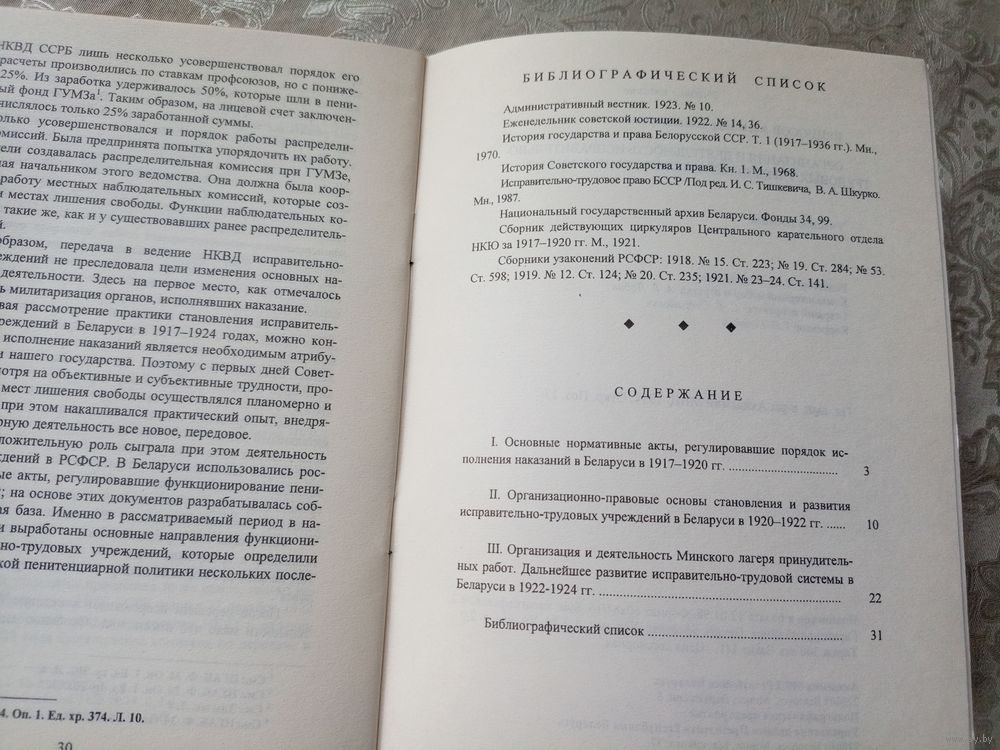 НКВД ССРБ лишь несколько усовершенствовал порядок его
расчеты производились по ставкам профсоюзов, но с пониже-
25%. Из заработка удерживалось 50%, которые шли в пени-
ый фонд ГУМЗа¹. Таким образом, на лицевой счет заключен-
числялось только 25% заработанной суммы.
олько усовершенствовался и порядок работы распредели-
омиссий. Была предпринята попытка упорядочить их работу.
ели создавалась распределительная комиссия при ГУМЗе,
ная начальником этого ведомства. Она должна была коор-
работу местных наблюдательных комиссий, которые соз-
и местах лишения свободы. Функции наблюдательных ко-
такие же, как и у существовавших ранее распределитель-
й.
образом, передача в ведение НКВД исправительно-
реждений не преследовала цели изменения основных на-
деятельности. Здесь на первое место, как отмечалось
ь милитаризация органов, исполнявших наказание.
вая рассмотрение практики становления исправитель-
реждений в Беларуси в 1917–1924 годах, можно кон-
исполнение наказаний является необходимым атрибу-
и нашего государства. Поэтому с первых дней Совет-
отря на объективные и субъективные трудности, про-
мест лишения свободы осуществлялся планомерно и
при этом накапливался практический опыт, внедря-
рную деятельность все новое, передовое.
оложительную роль сыграла при этом деятельность
ждений в РСФСР. В Беларуси использовались рос-
ые акты, регулировавшие функционирование пени-
; на основе этих документов разрабатывалась соб-
ая база. Именно в рассматриваемый период в на-
и выработаны основные направления функциони-
но-трудовых учреждений, которые определили
кой пенитенциарной политики нескольких после-
4. Оп. 1. Ед. хр. 374. Л. 10.
30
БИБЛИОГРАФИЧЕСКИЙ СПИСОК
Административный вестник. 1923. № 10.
Еженедельник советской юстиции. 1922. № 14, 36.
История государства и права Белорусской ССР. Т. 1 (1917–1936 гг.). Мн.,
1970.
История Советского государства и права. Кн. 1. М., 1968.
Исправительно-трудовое право БССР /Под ред. И. С. Тишкевича, В. А. Шкурко.
Мн., 1987.
Национальный государственный архив Беларуси. Фонды 34, 99.
Сборник действующих циркуляров Центрального карательного отдела
НКЮ за 1917–1920 гг. М., 1921.
Сборники узаконений РСФСР: 1918. № 15. Ст. 223; № 19. Ст. 284; № 53.
Ст. 598; 1919. № 12. Ст. 124; № 20. Ст. 235; 1921. № 23–24. Ст. 141.
СОДЕРЖАНИЕ
I. Основные нормативные акты, регулировавшие порядок ис-
полнения наказаний в Беларуси в 1917–1920 гг. ................................ 3
II. Организационно-правовые основы становления и развития
исправительно-трудовых учреждений в Беларуси в 1920–1922 гг. ...... 10
III. Организация и деятельность Минского лагеря принудитель-
ных работ. Дальнейшее развитие исправительно-трудовой системы в
Беларуси в 1922-1924 гг. ........................................................................ 22
Библиографический список ........................................................ 31